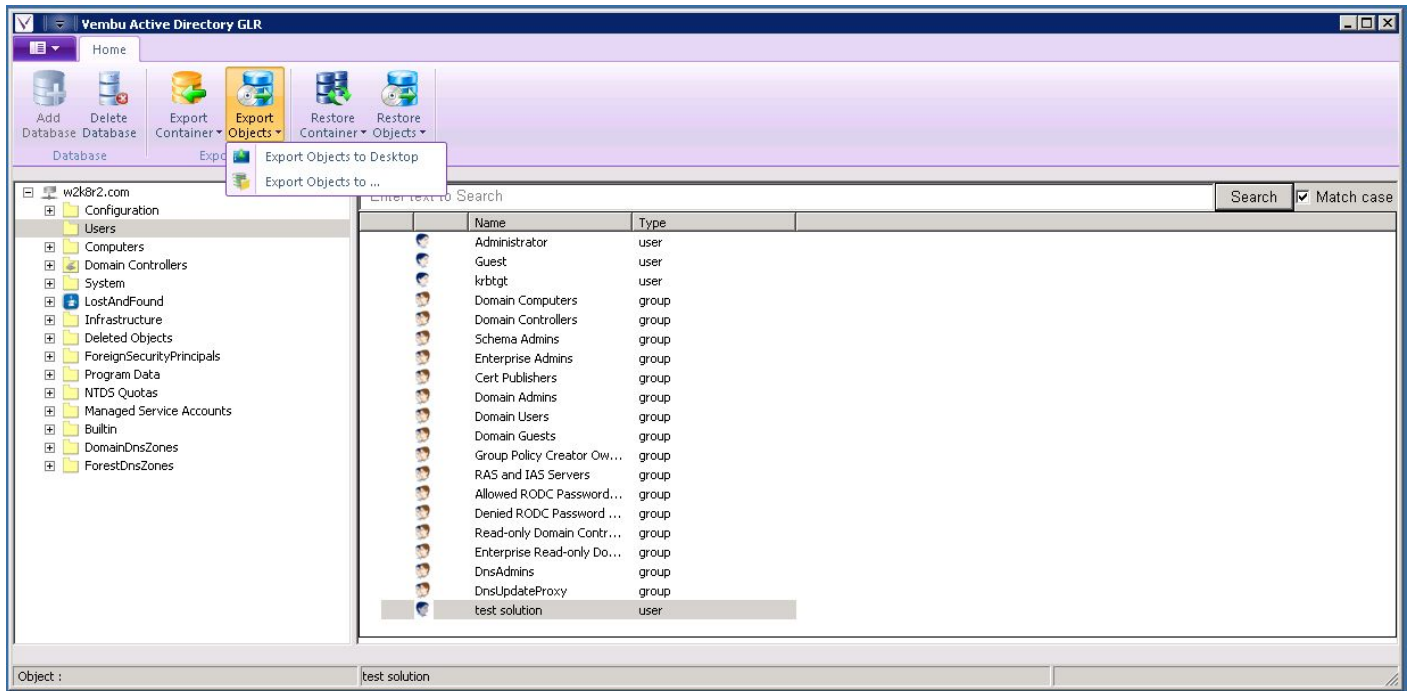 Vembu Active Directory GLR
Home
Add Database
Delete Database
Export Container
Export Objects
Restore Container
Restore Objects
Database
Export Objects to Desktop
Export Objects to ...
Enter text to Search
Search
Match case
w2k8r2.com
Configuration
Users
Computers
Domain Controllers
System
LostAndFound
Infrastructure
Deleted Objects
ForeignSecurityPrincipals
Program Data
NTDS Quotas
Managed Service Accounts
Builtin
DomainDnsZones
ForestDnsZones
Name Type
Administrator user
Guest user
krbtgt user
Domain Computers group
Domain Controllers group
Schema Admins group
Enterprise Admins group
Cert Publishers group
Domain Admins group
Domain Users group
Domain Guests group
Group Policy Creator Ow... group
RAS and IAS Servers group
Allowed RODC Password... group
Denied RODC Password ... group
Read-only Domain Contr... group
Enterprise Read-only Do... group
DnsAdmins group
DnsUpdateProxy group
test solution user
Object : test solution